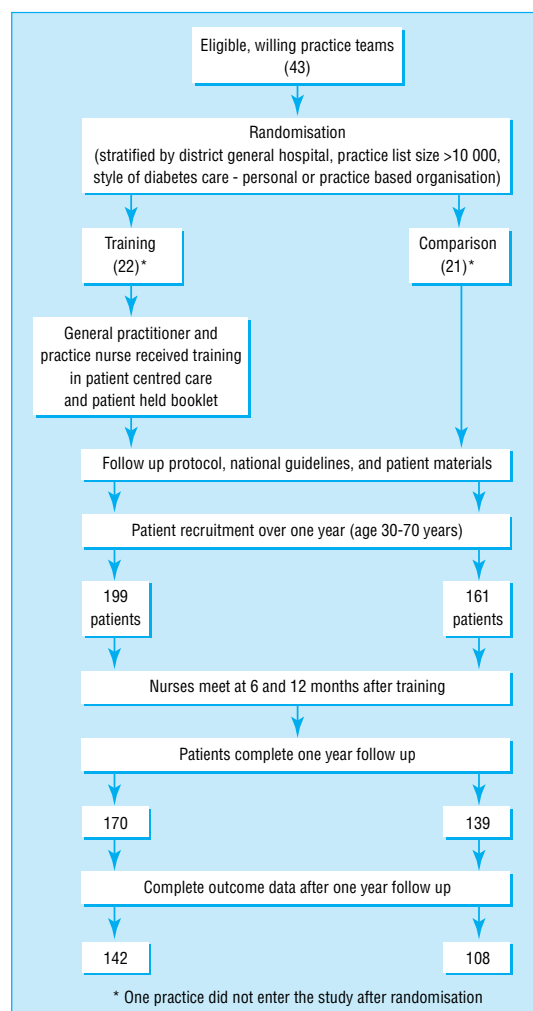 Eligible, willing practice teams
(43)
Randomisation
(stratified by district general hospital, practice list size >10 000,
style of diabetes care - personal or practice based organisation)
Training
(22)*
Comparison
(21)*
General practitioner and
practice nurse received training
in patient centred care
and patient held booklet
Follow up protocol, national guidelines, and patient materials
Patient recruitment over one year (age 30-70 years)
199
patients
161
patients
Nurses meet at 6 and 12 months after training
Patients complete one year follow up
170
139
Complete outcome data after one year follow up
142
108
* One practice did not enter the study after randomisation